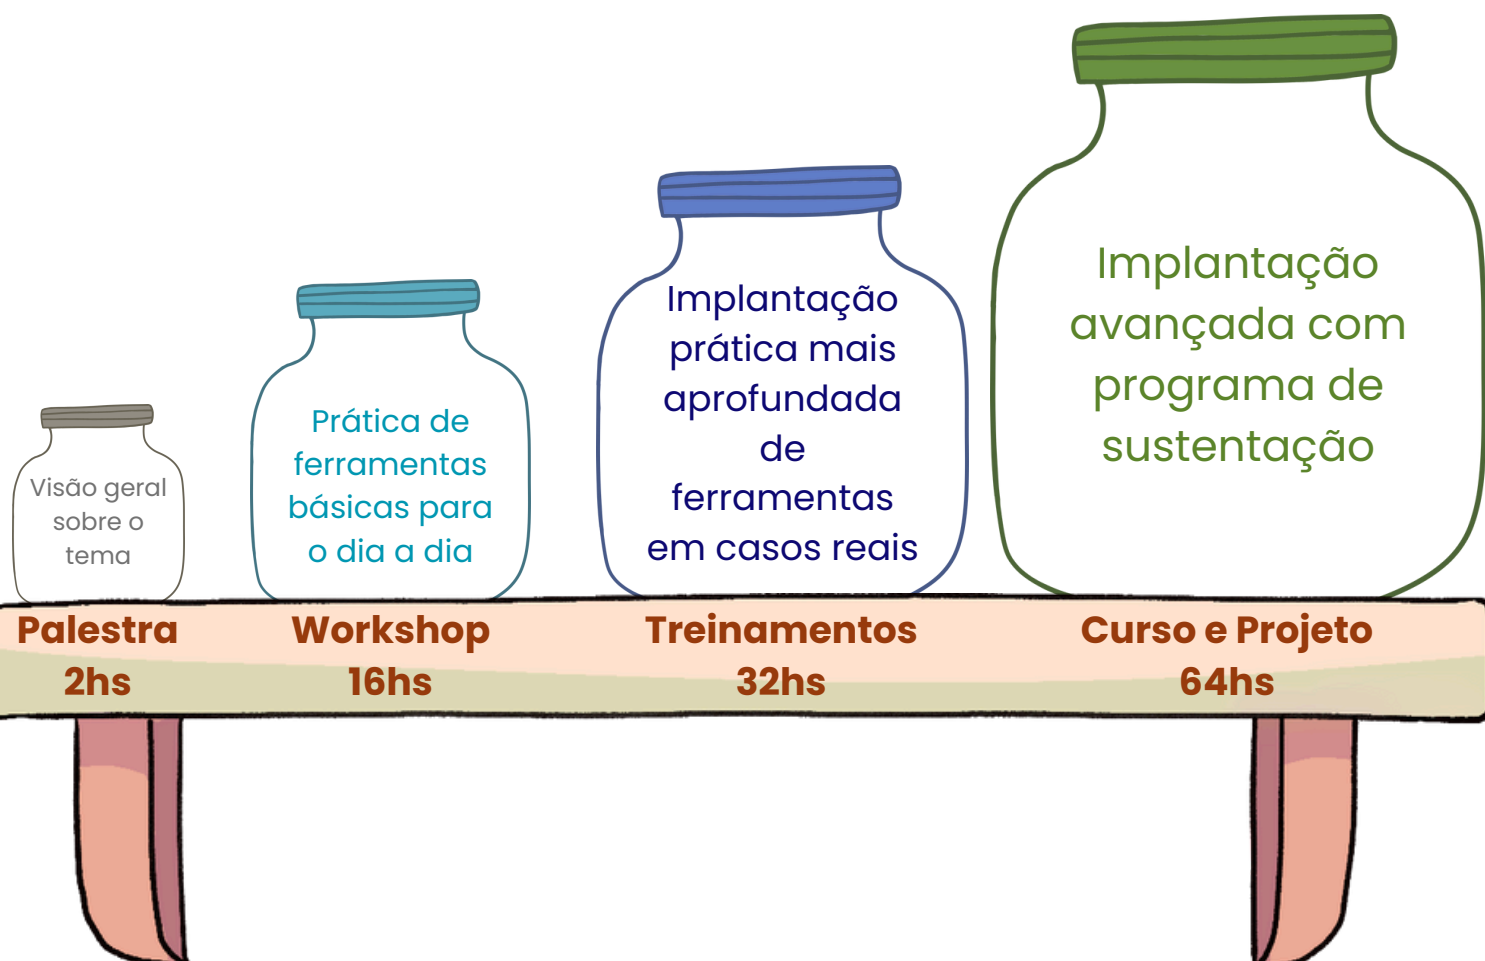 Visão geral
sobre o
tema
Prática de
ferramentas
básicas para
o dia a dia
Implantação
prática mais
aprofundada
de
ferramentas
em casos reais
Implantação
avançada com
programa de
sustentação
Palestra
2hs
Workshop
16hs
Treinamentos
32hs
Curso e Projeto
64hs